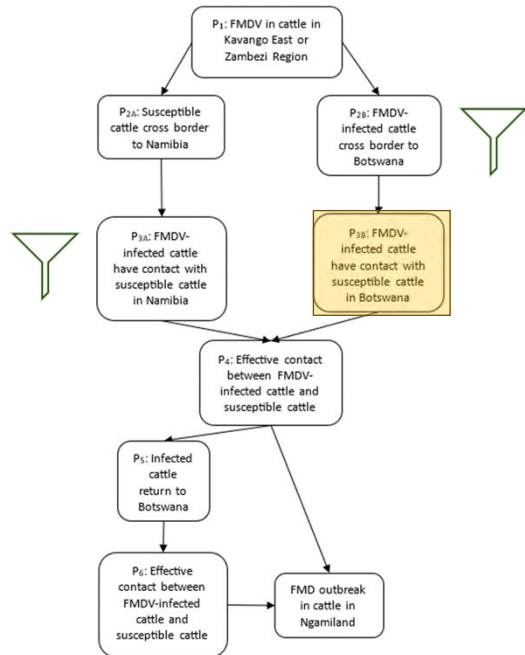 P₁: FMDV in cattle in
Kavango East or
Zambezi Region
P₂ₐ: Susceptible
cattle cross border
to Namibia
P₂B: FMDV-
infected cattle
cross border to
Botswana
P₃ₐ: FMDV-
infected cattle
have contact with
susceptible cattle
in Namibia
P₃B: FMDV-
infected cattle
have contact with
susceptible cattle
in Botswana
P₄: Effective contact
between FMDV-
infected cattle and
susceptible cattle
P₅: Infected
cattle
return to
Botswana
P₆: Effective
contact between
FMDV-infected
cattle and
susceptible cattle
FMD outbreak
in cattle in
Ngamiland